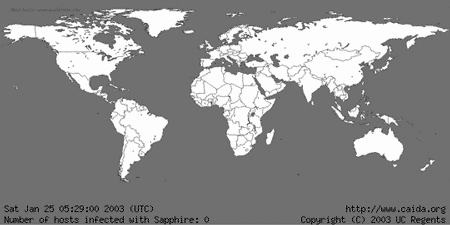 Sat Jan 25 05:29:00 2003 (UTC)
http://www.caida.org
Number of hosts infected with Sapphire: 0
Copyright (C) 2003 UC Regents